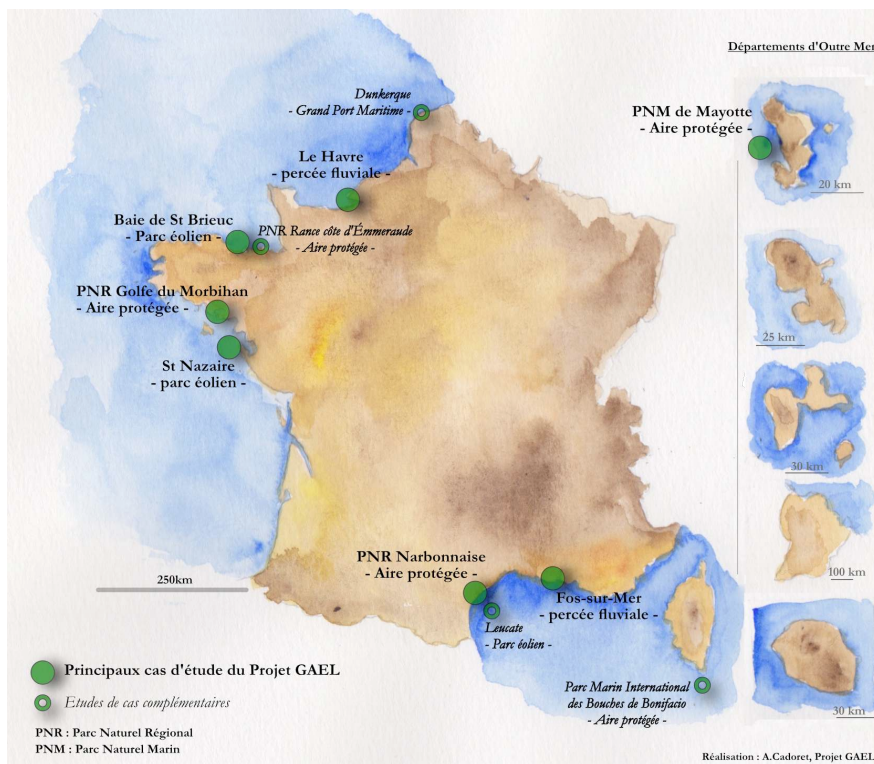 Départements d'Outre Mer
Dunkerque
- Grand Port Maritime -
PNM de Mayotte
- Aire protégée -
Le Havre
- percée fluviale -
20 km
Baie de St Brieuc
- Parc éolien -
PNR Rance côte d'Émmeraude
- Aire protégée -
PNR Golfe du Morbihan
- Aire protégée -
25 km
St Nazaire
- parc éolien -
30 km
PNR Narbonnaise
- Aire protégée -
250km
100 km
Fos-sur-Mer
- percée fluviale -
Leucate
- Parc éolien -
Principaux cas d'étude du Projet GAEL
Parc Marin International
des Bouches de Bonifacio
- Aire protégée -
Etudes de cas complémentaires
30 km
PNR : Parc Naturel Régional
PNM : Parc Naturel Marin
Réalisation : A.Cadoret, Projet GAEL